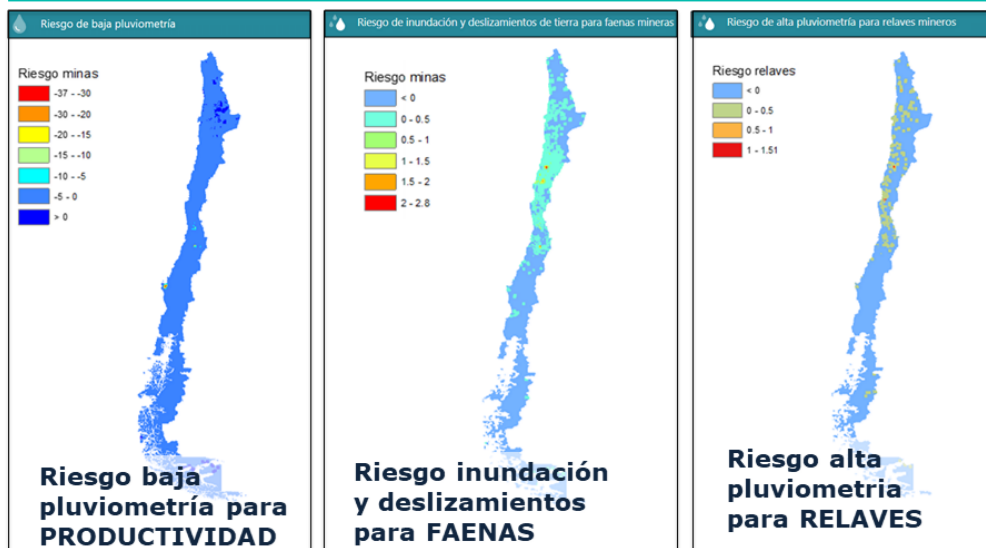 Riesgo de baja pluviometría
Riesgo minas
-37 - -30
-30 - -20
-20 - -15
-15 - -10
-10 - -5
-5 - 0
> 0
Riesgo baja
pluviometría para
PRODUCTIVIDAD
Riesgo de inundación y deslizamientos de tierra para faenas mineras
Riesgo minas
< 0
0 - 0.5
0.5 - 1
1 - 1.5
1.5 - 2
2 - 2.8
Riesgo inundación
y deslizamientos
para FAENAS
Riesgo de alta pluviometría para relaves mineros
Riesgo relaves
< 0
0 - 0.5
0.5 - 1
1 - 1.51
Riesgo alta
pluviometria
para RELAVES